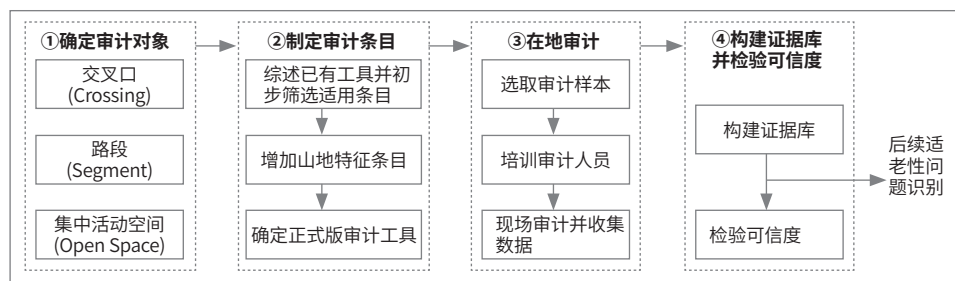 ①确定审计对象
交叉口
(Crossing)
路段
(Segment)
集中活动空间
(Open Space)
②制定审计条目
综述已有工具并初
步筛选适用条目
增加山地特征条目
确定正式版审计工具
③在地审计
选取审计样本
培训审计人员
现场审计并收集
数据
④构建证据库
并检验可信度
构建证据库
检验可信度
后续适
老性问
题识别